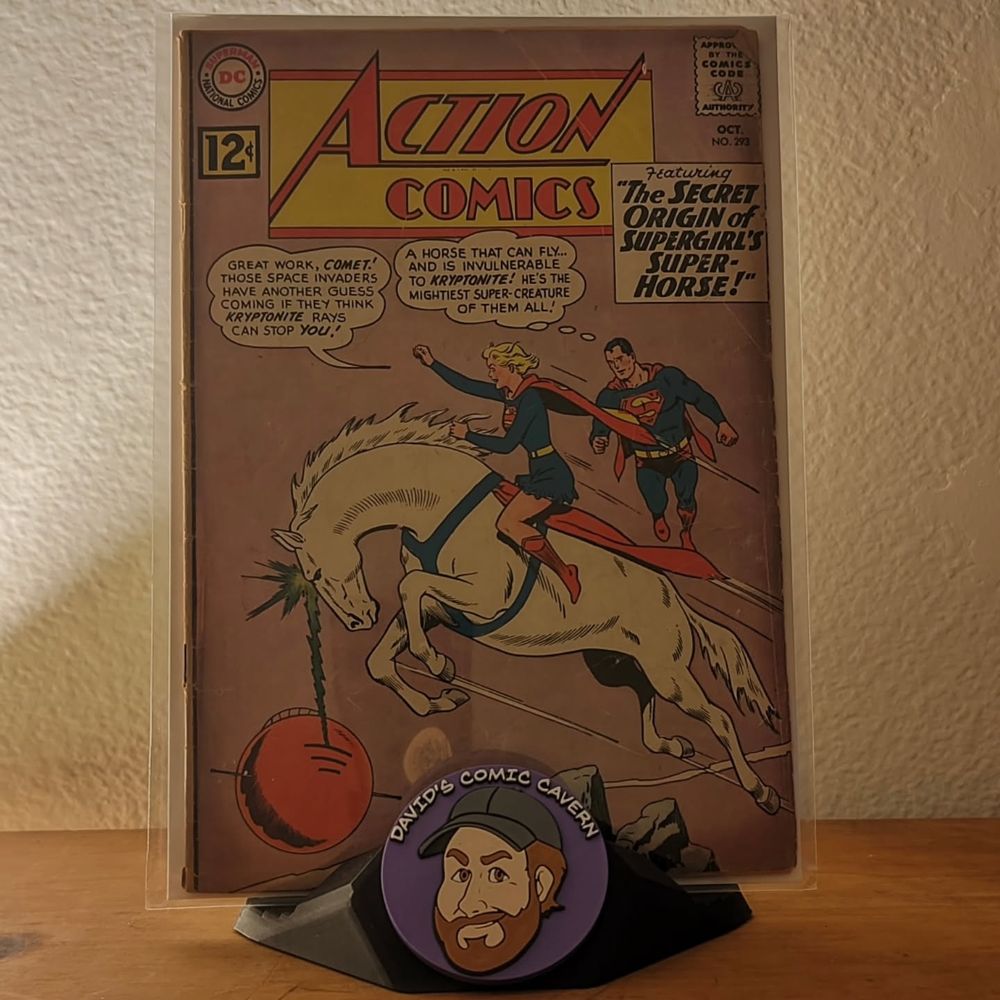 SUPERMAN
DC
NATIONAL COMICS
12¢
ACTION
COMICS
APPRO
BY THE
COMICS
CODE
CA
AUTHORITY
OCT.
NO. 293
Featuring
"The SECRET
ORIGIN of
SUPERGIRL'S
SUPER-
HORSE!"
GREAT WORK, COMET!
THOSE SPACE INVADERS
HAVE ANOTHER GUESS
COMING IF THEY THINK
KRYPTONITE RAYS
CAN STOP YOU!
A HORSE THAT CAN FLY...
AND IS INVULNERABLE
TO KRYPTONITE! HE'S THE
MIGHTIEST SUPER-CREATURE
OF THEM ALL!
S
DAVID'S COMIC CAVERN